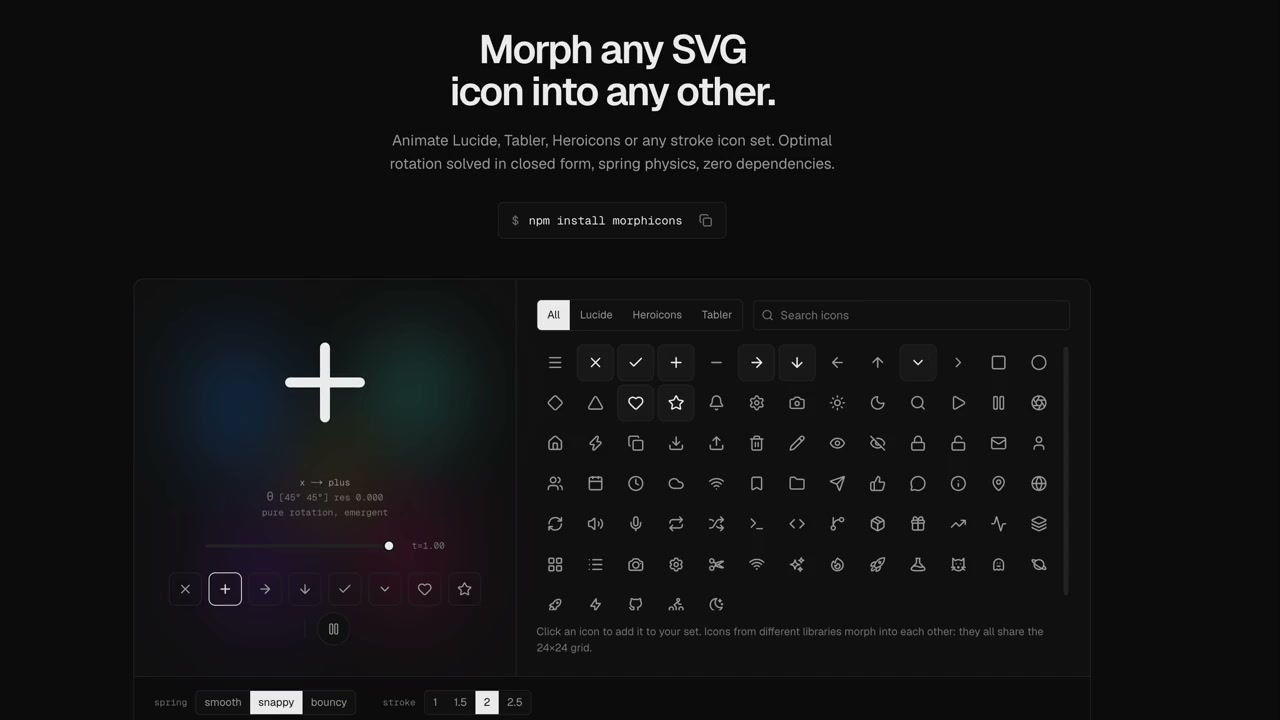 Morph any SVG
icon into any other.
Animate Lucide, Tabler, Heroicons or any stroke icon set. Optimal
rotation solved in closed form, spring physics, zero dependencies.
$ npm install morphicons
All Lucide Heroicons Tabler Search icons
x → plus
θ [45° 45°] res 0.000
pure rotation, emergent
t=1.00
Click an icon to add it to your set. Icons from different libraries morph into each other: they all share the
24×24 grid.
spring smooth snappy bouncy stroke 1 1.5 2 2.5